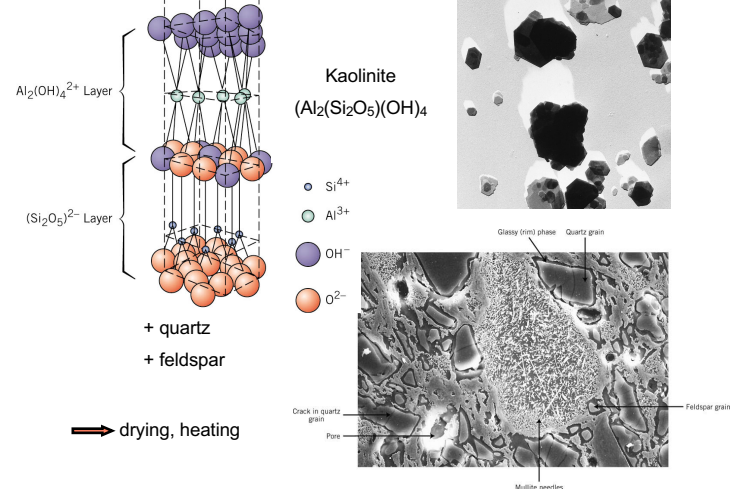 Al2(OH)4 2+ Layer
(Si2O5)2− Layer
Kaolinite
(Al2(Si2O5)(OH)4
Si4+
Al3+
OH−
O2−
+ quartz
+ feldspar
drying, heating
Glassy (rim) phase
Quartz grain
Crack in quartz
grain
Pore
Feldspar grain
Mullite needles